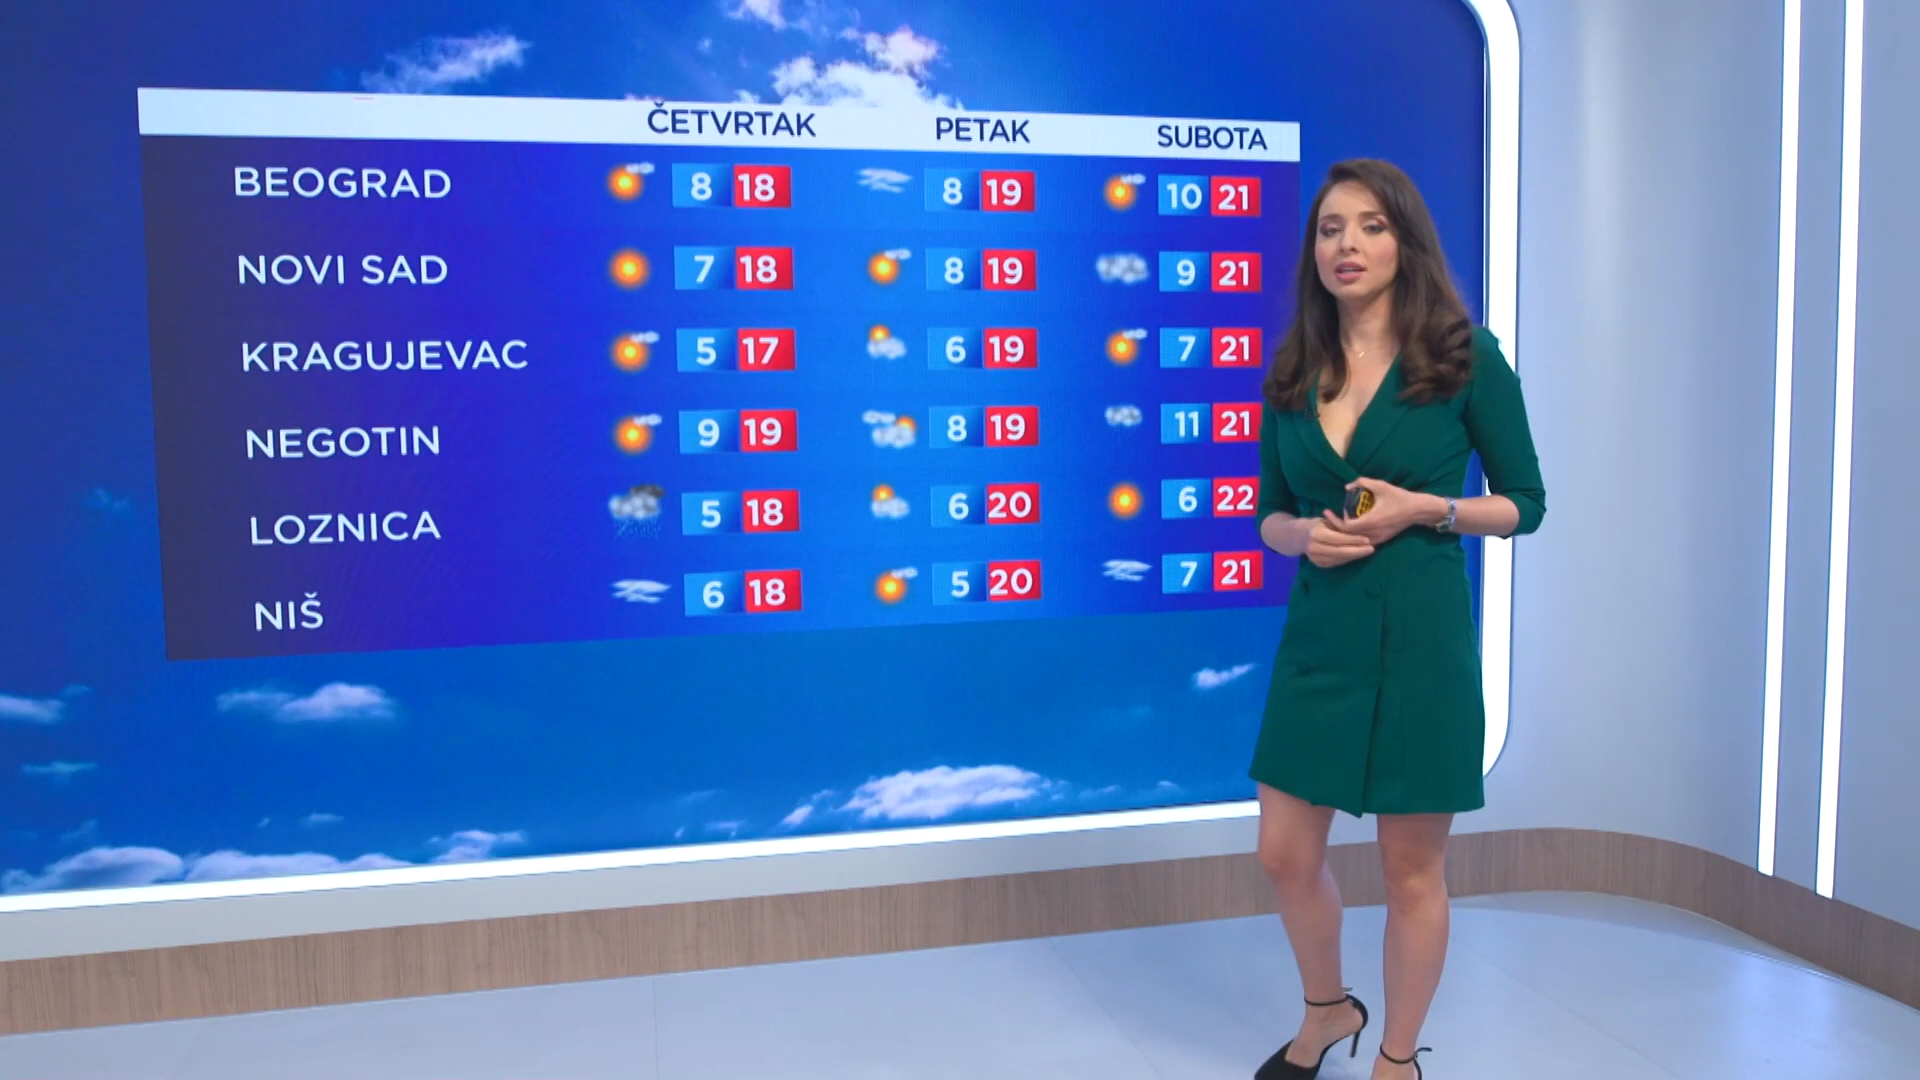 ČETVRTAK PETAK SUBOTA
BEOGRAD 8 18 8 19 10 21
NOVI SAD 7 18 8 19 9 21
KRAGUJEVAC 5 17 6 19 7 21
NEGOTIN 9 19 8 19 11 21
LOZNICA 5 18 6 20 6 22
NIŠ 6 18 5 20 7 21